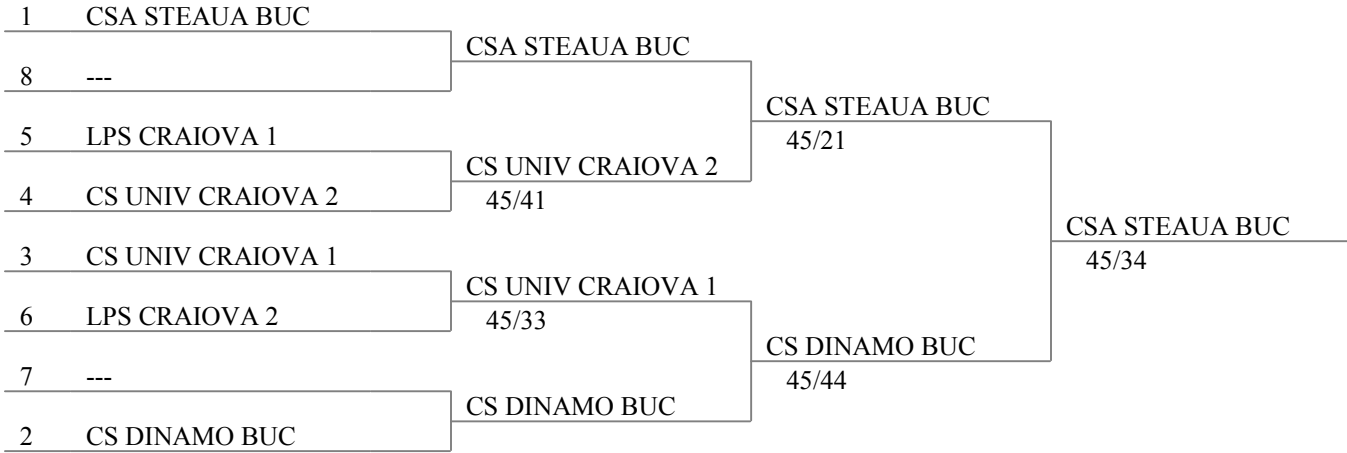 1 CSA STEAUA BUC
CSA STEAUA BUC
8 ---
CSA STEAUA BUC
45/21
5 LPS CRAIOVA 1
CS UNIV CRAIOVA 2
45/41
4 CS UNIV CRAIOVA 2
CSA STEAUA BUC
45/34
3 CS UNIV CRAIOVA 1
CS UNIV CRAIOVA 1
45/33
6 LPS CRAIOVA 2
CS DINAMO BUC
45/44
7 ---
CS DINAMO BUC
2 CS DINAMO BUC